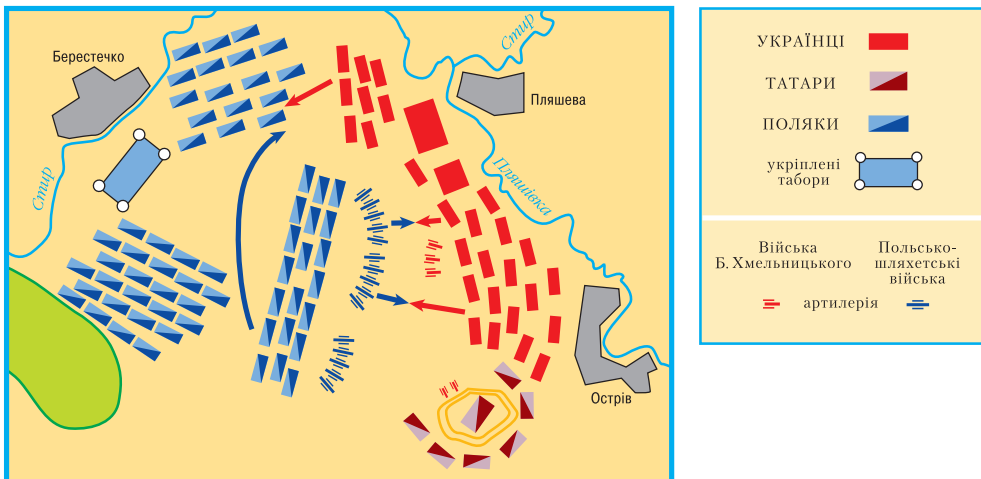 Берестечко
Стир
Пляшева
Стир
Пляшівка
Острів
УКРАЇНЦІ
ТАТАРИ
ПОЛЯКИ
укріплені
табори
Війська
Б. Хмельницького
Польсько-
шляхетські
війська
артилерія